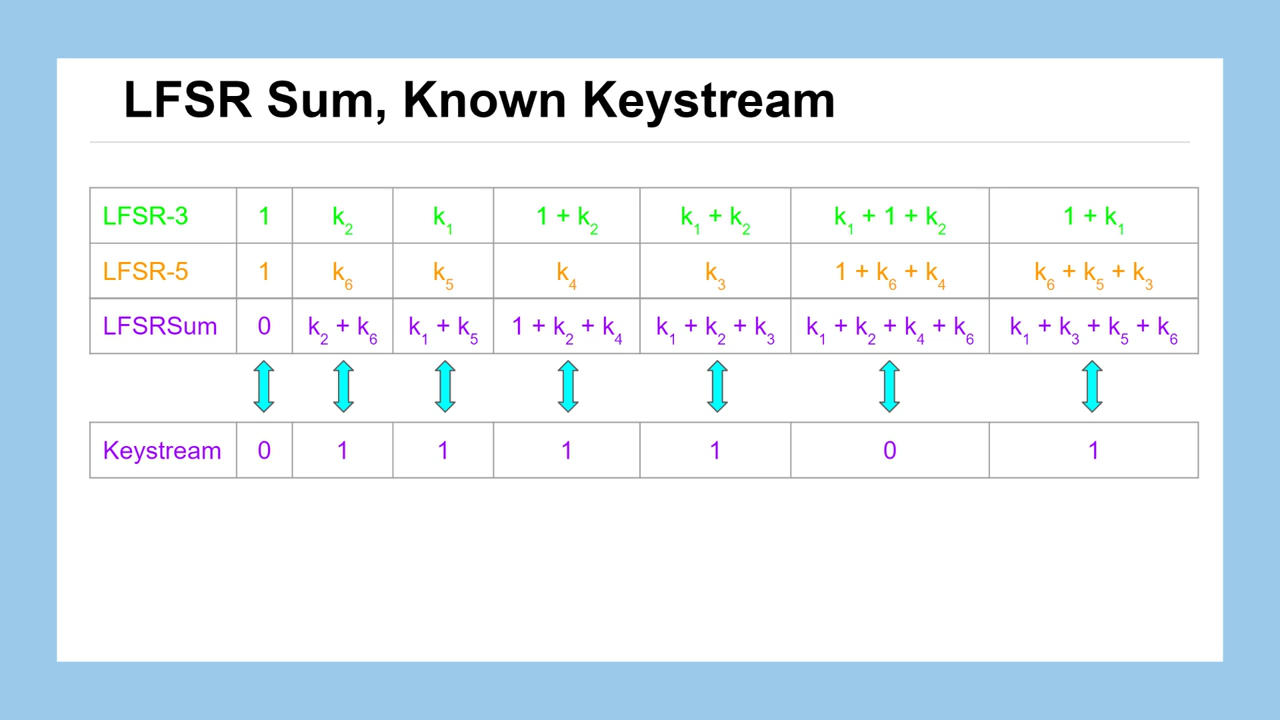 LFSR Sum, Known Keystream
LFSR-3 1 k₂ k₁ 1 + k₂ k₁ + k₂ k₁ + 1 + k₂ 1 + k₁
LFSR-5 1 k₆ k₅ k₄ k₃ 1 + k₆ + k₄ k₆ + k₅ + k₃
LFSRSum 0 k₂ + k₆ k₁ + k₅ 1 + k₂ + k₄ k₁ + k₂ + k₃ k₁ + k₂ + k₄ + k₆ k₁ + k₃ + k₅ + k₆
Keystream 0 1 1 1 1 0 1